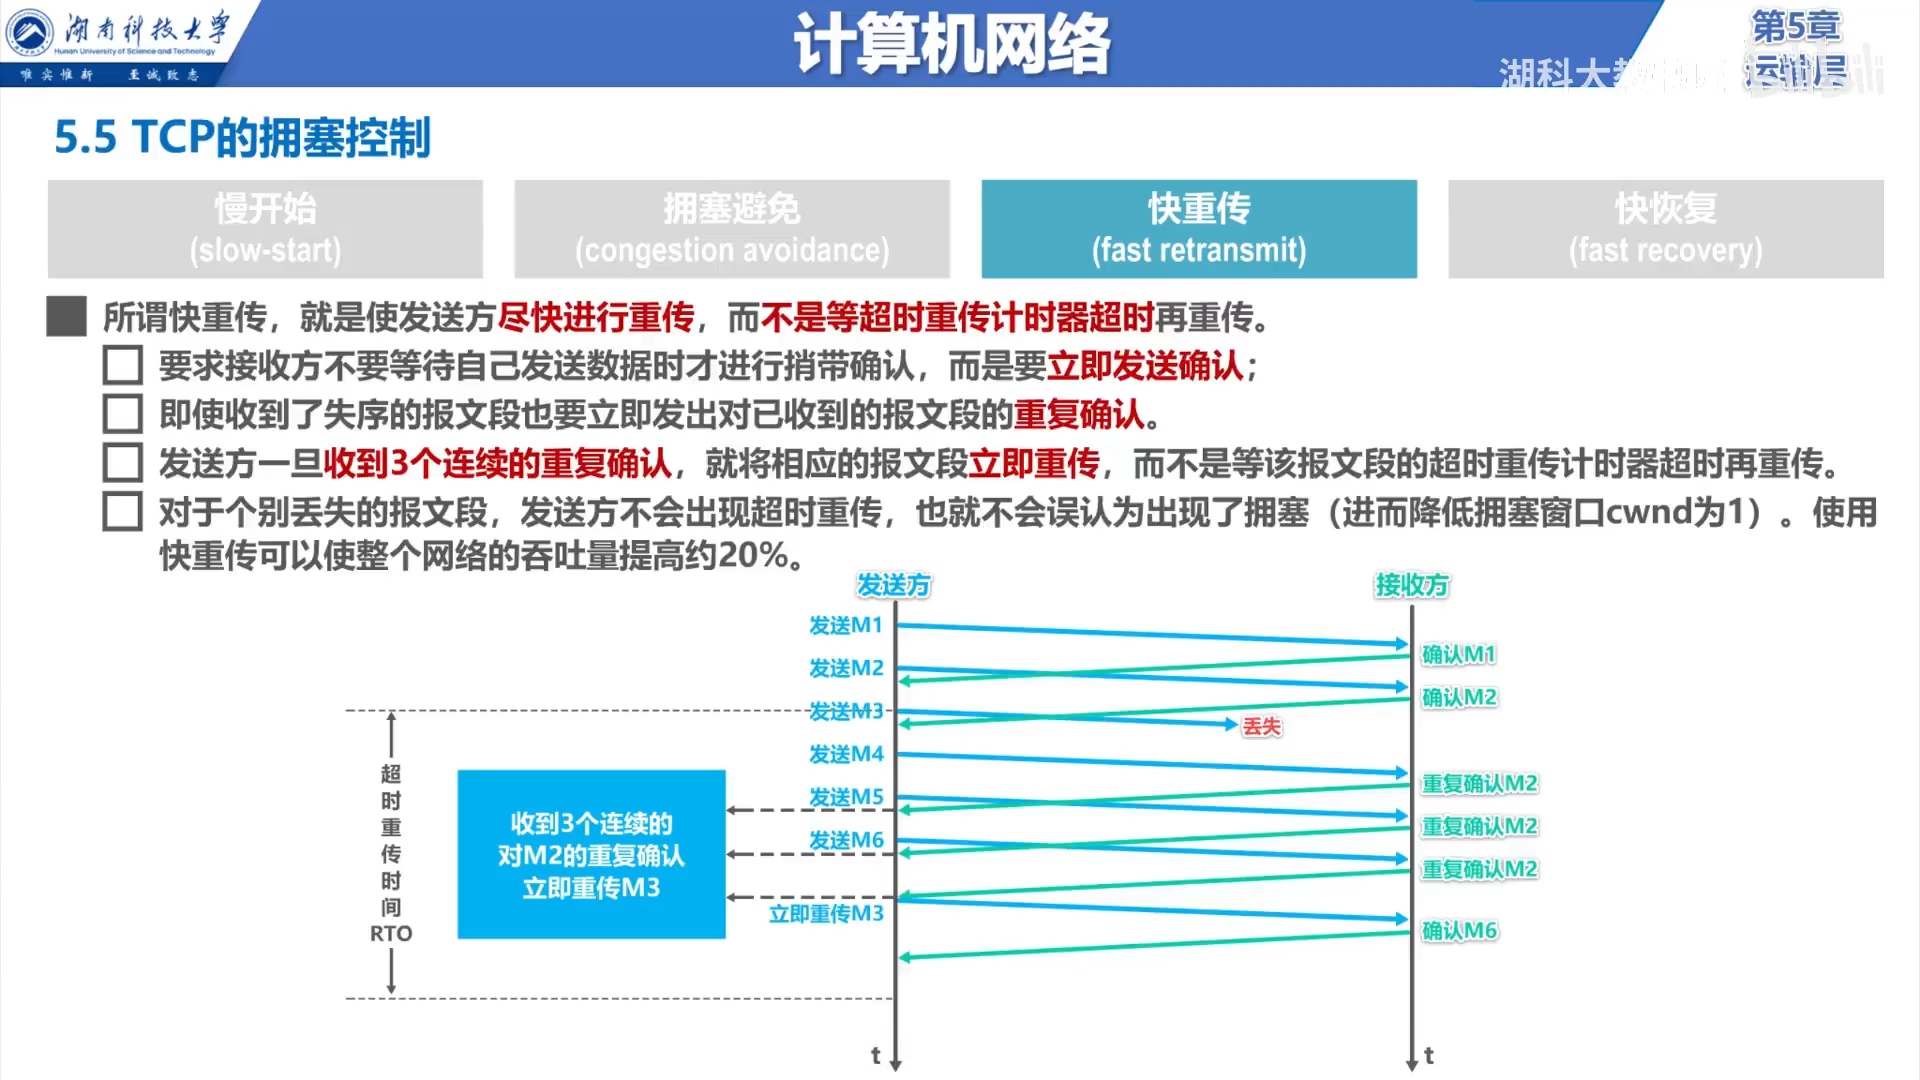 湖南科技大学
Hunan University of Science and Technology
唯实惟新 至诚致志
计算机网络
第5章
运输层
湖科大教
5.5 TCP的拥塞控制
慢开始
(slow-start)
拥塞避免
(congestion avoidance)
快重传
(fast retransmit)
快恢复
(fast recovery)
所谓快重传，就是使发送方尽快进行重传，而不是等超时重传计时器超时再重传。
要求接收方不要等待自己发送数据时才进行捎带确认，而是要立即发送确认；
即使收到了失序的报文段也要立即发出对已收到的报文段的重复确认。
发送方一旦收到3个连续的重复确认，就将相应的报文段立即重传，而不是等该报文段的超时重传计时器超时再重传。
对于个别丢失的报文段，发送方不会出现超时重传，也就不会误认为出现了拥塞（进而降低拥塞窗口cwnd为1）。使用
快重传可以使整个网络的吞吐量提高约20%。
发送方
接收方
发送M1
确认M1
发送M2
确认M2
发送M3
丢失
发送M4
重复确认M2
发送M5
重复确认M2
发送M6
重复确认M2
立即重传M3
确认M6
超时重传时间
RTO
收到3个连续的
对M2的重复确认
立即重传M3
t
t